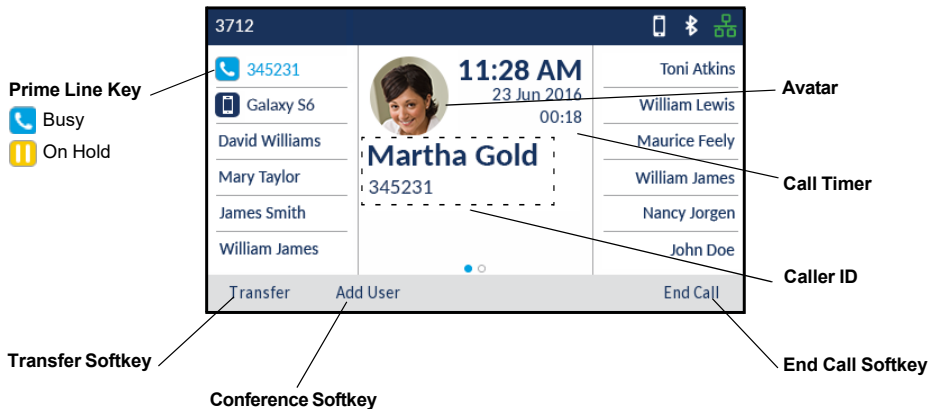 3712
Prime Line Key
Busy
On Hold
345231
Galaxy S6
David Williams
Mary Taylor
James Smith
William James
11:28 AM
23 Jun 2016
00:18
Martha Gold
345231
Toni Atkins
William Lewis
Maurice Feely
William James
Nancy Jorgen
John Doe
Avatar
Call Timer
Caller ID
Transfer
Add User
End Call
Transfer Softkey
Conference Softkey
End Call Softkey